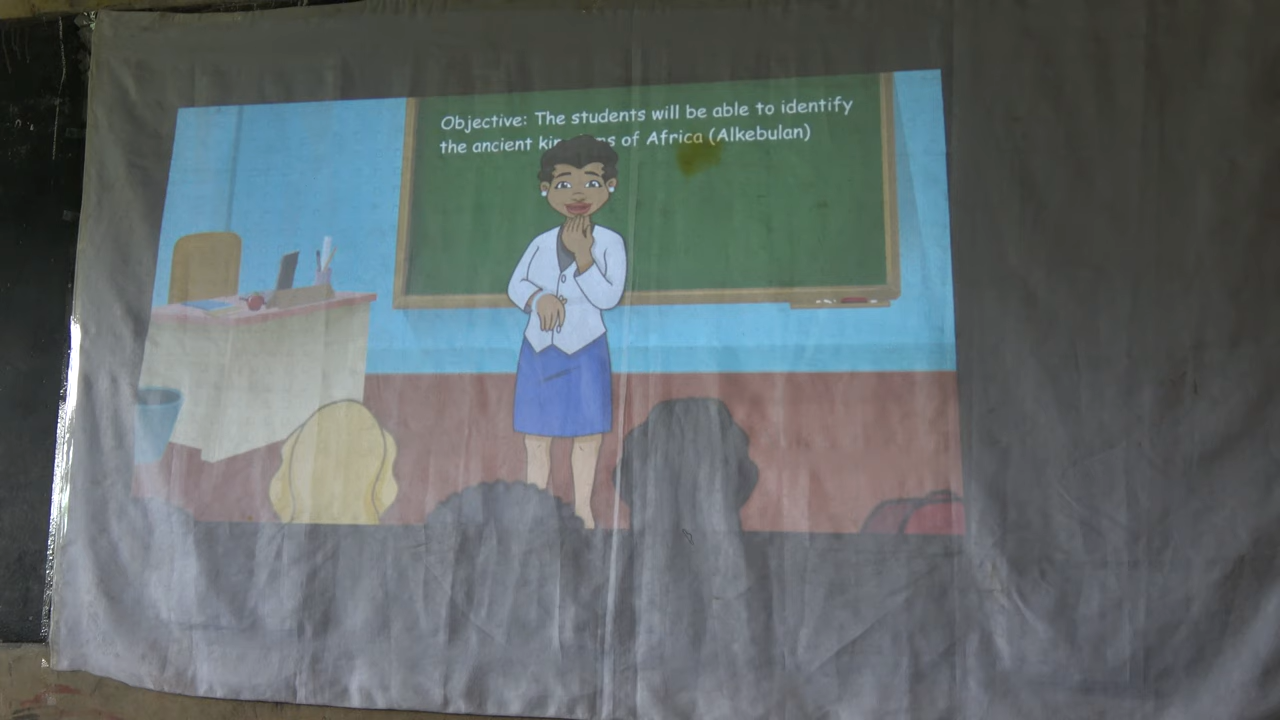 Objective: The students will be able to identify
the ancient of Africa (Alkebulan)